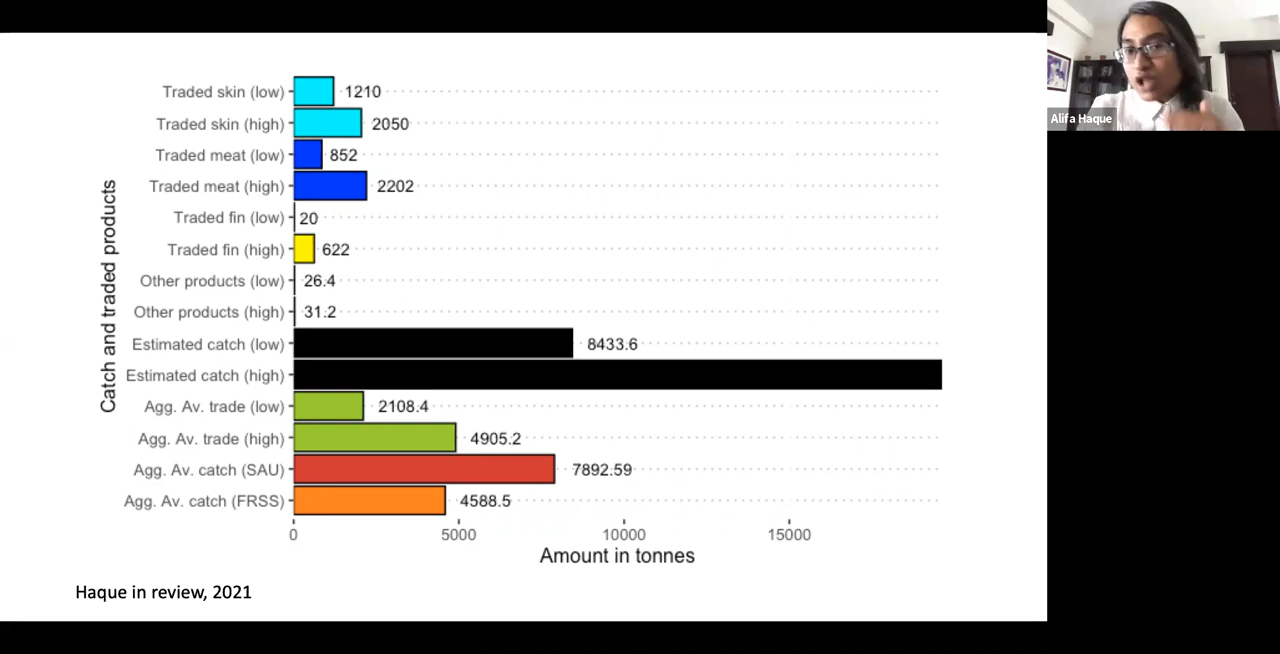 Alifa Haque
Catch and traded products
Traded skin (low) 1210
Traded skin (high) 2050
Traded meat (low) 852
Traded meat (high) 2202
Traded fin (low) 20
Traded fin (high) 622
Other products (low) 26.4
Other products (high) 31.2
Estimated catch (low) 8433.6
Estimated catch (high)
Agg. Av. trade (low) 2108.4
Agg. Av. trade (high) 4905.2
Agg. Av. catch (SAU) 7892.59
Agg. Av. catch (FRSS) 4588.5
0 5000 10000 15000
Amount in tonnes
Haque in review, 2021